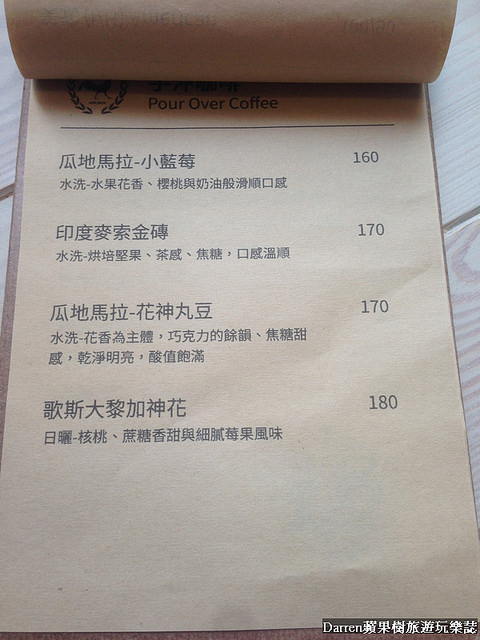 手沖咖啡
Pour Over Coffee
瓜地馬拉-小藍莓 160
水洗-水果花香、櫻桃與奶油般滑順口感
印度麥索金磚 170
水洗-烘培堅果、茶感、焦糖，口感溫順
瓜地馬拉-花神丸豆 170
水洗-花香為主體，巧克力的餘韻、焦糖甜
感，乾淨明亮，酸值飽滿
歌斯大黎加神花 180
日曬-核桃、蔗糖香甜與細膩莓果風味
Darren蘋果樹旅遊玩樂誌